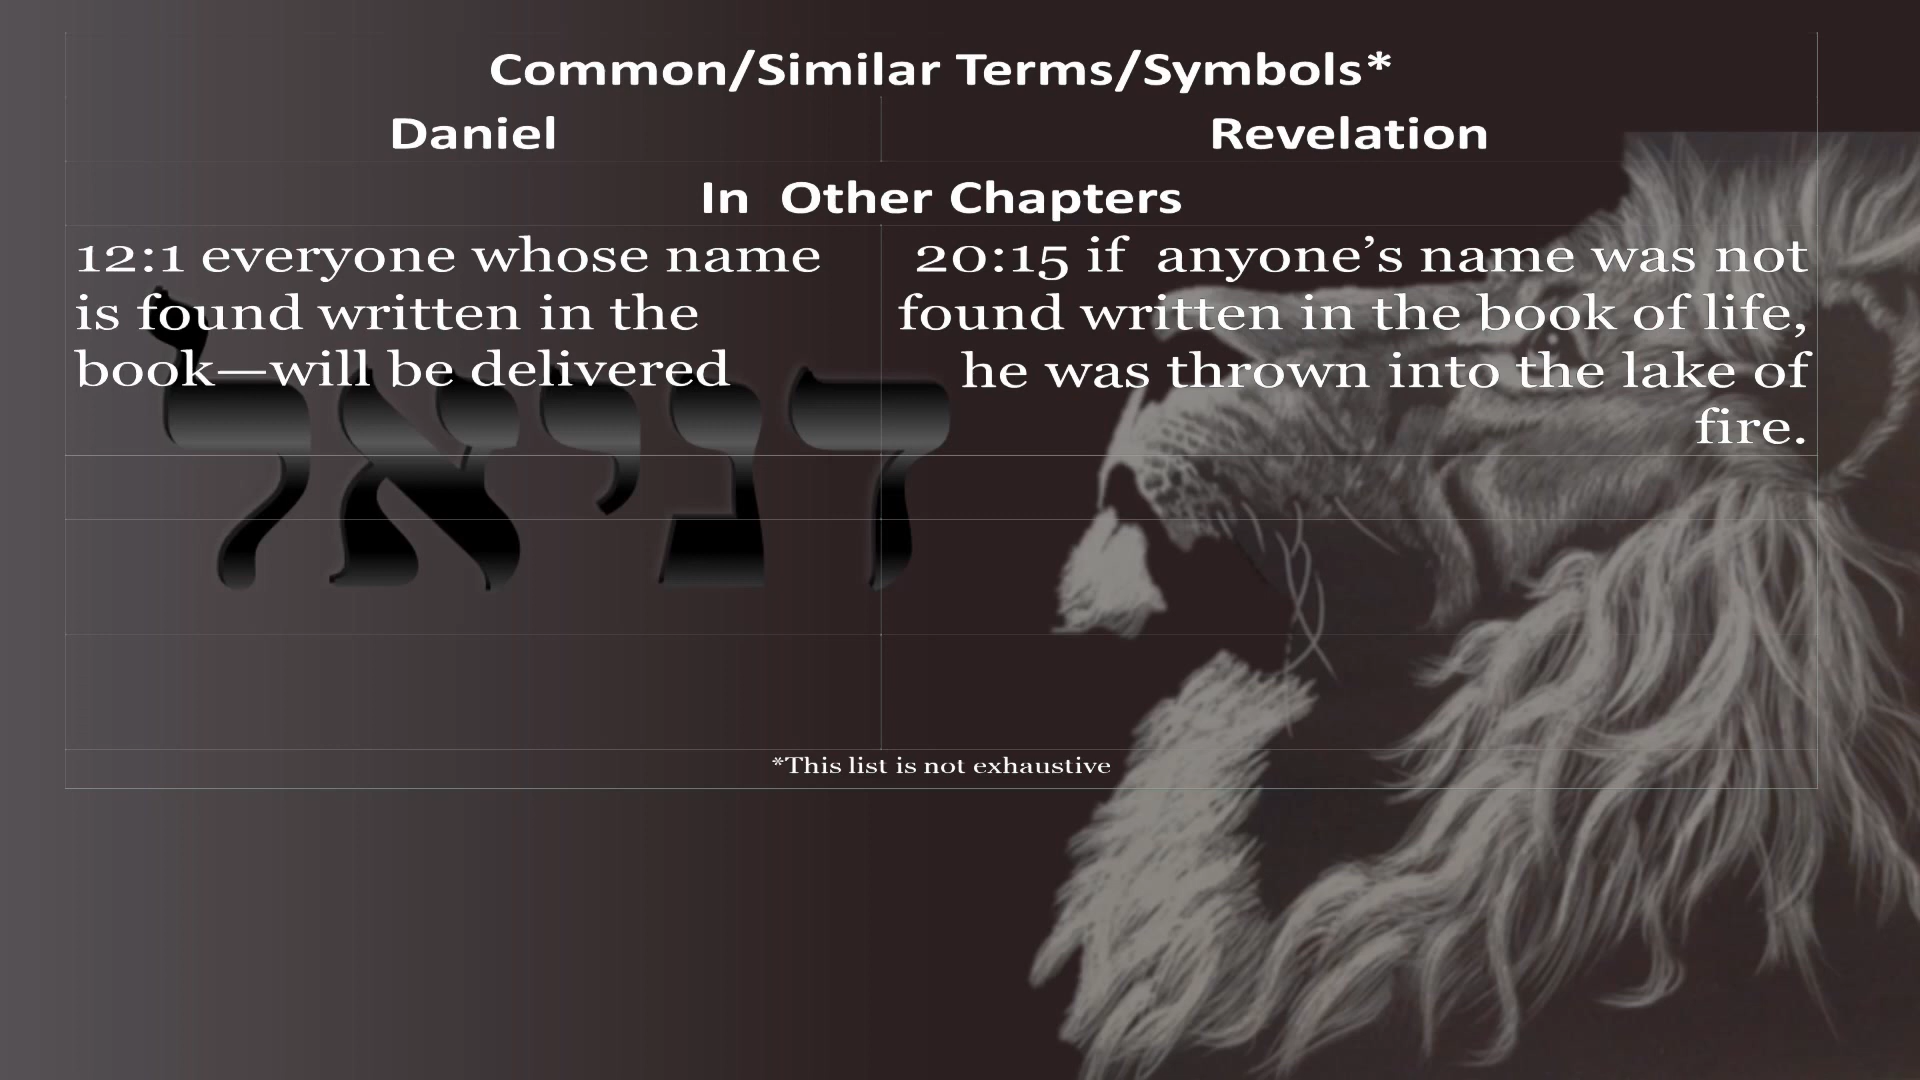 Common/Similar Terms/Symbols*
Daniel
Revelation
In  Other Chapters
12:1 everyone whose name
is found written in the
book—will be delivered
20:15 if  anyone’s name was not
found written in the book of life,
he was thrown into the lake of
fire.
דניאל
*This list is not exhaustive